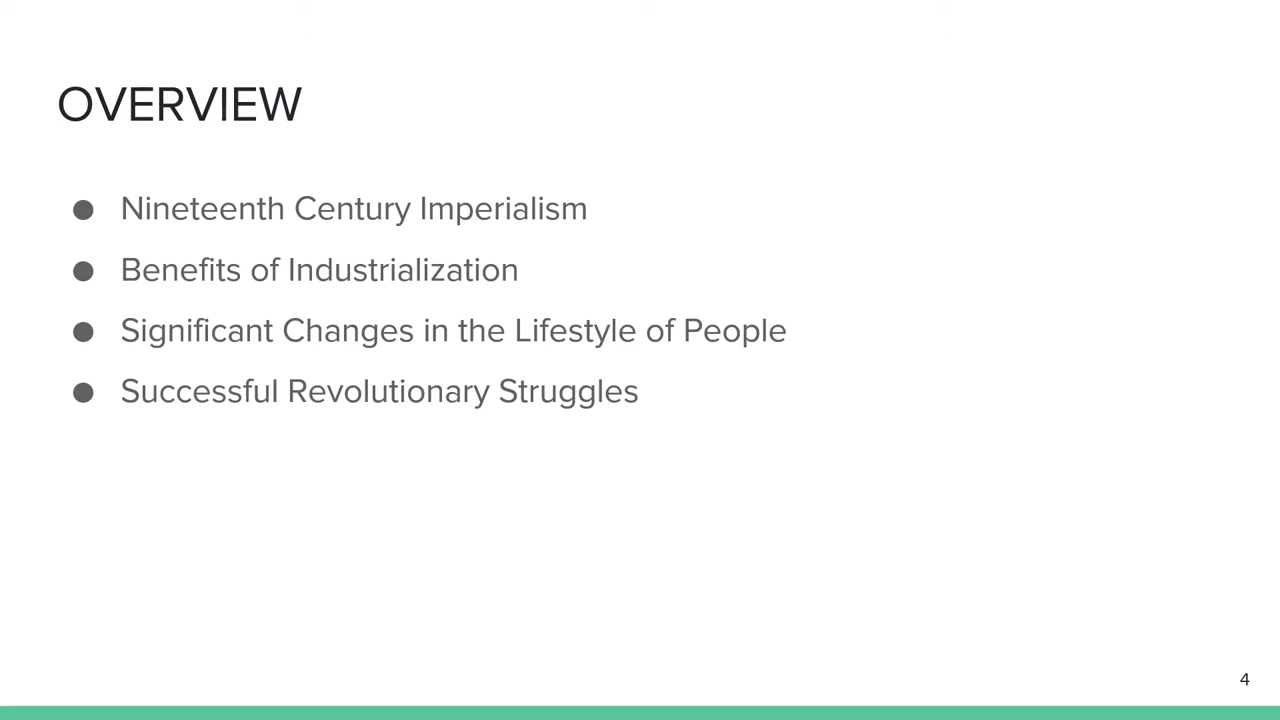 OVERVIEW
● Nineteenth Century Imperialism
● Benefits of Industrialization
● Significant Changes in the Lifestyle of People
● Successful Revolutionary Struggles
4